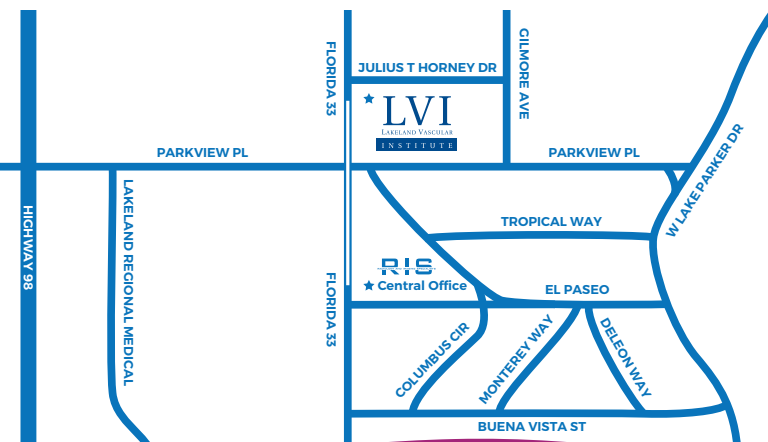 FLORIDA 33
GILMORE AVE
JULIUS T HORNEY DR
LVI
LAKELAND VASCULAR
INSTITUTE
PARKVIEW PL
PARKVIEW PL
W LAKE PARKER DR
HIGHWAY 98
LAKELAND REGIONAL MEDICAL
TROPICAL WAY
RIS
Central Office
EL PASEO
FLORIDA 33
COLUMBUS CIR
MONTEREY WAY
DELEON WAY
BUENA VISTA ST